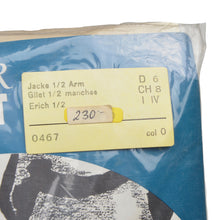 R
T
Jacke 1/2 Arm D 6
Gilet 1/2 manches CH 8
Erich 1/2 I IV
230.-
0467 col 0